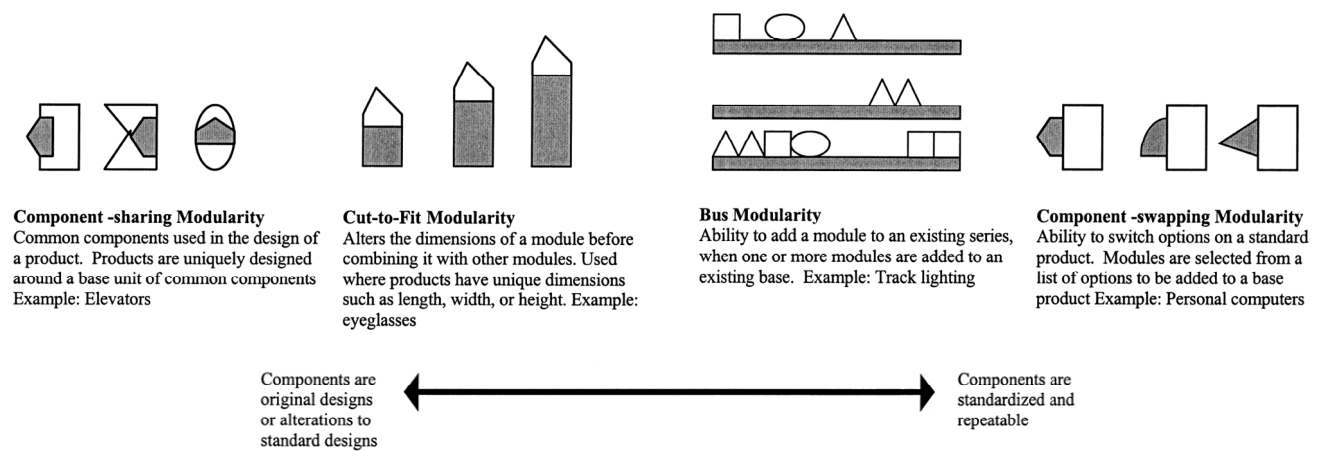 Component -sharing Modularity
Common components used in the design of
a product. Products are uniquely designed
around a base unit of common components
Example: Elevators
Cut-to-Fit Modularity
Alters the dimensions of a module before
combining it with other modules. Used
where products have unique dimensions
such as length, width, or height. Example:
eyeglasses
Bus Modularity
Ability to add a module to an existing series,
when one or more modules are added to an
existing base. Example: Track lighting
Component -swapping Modularity
Ability to switch options on a standard
product. Modules are selected from a
list of options to be added to a base
product Example: Personal computers
Components are
original designs
or alterations to
standard designs
Components are
standardized and
repeatable